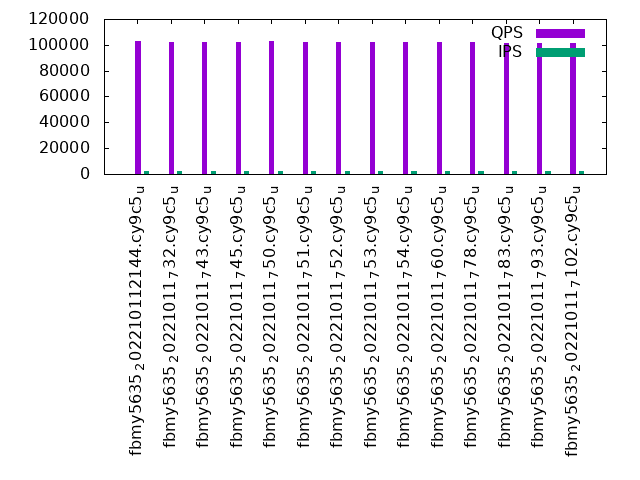 120000
100000
80000
60000
40000
20000
0
QPS
IPS
fbmy5635₂02210112144.cy9c5ᵤ
fbmy5635₂0221011₇32.cy9c5ᵤ
fbmy5635₂0221011₇43.cy9c5ᵤ
fbmy5635₂0221011₇45.cy9c5ᵤ
fbmy5635₂0221011₇50.cy9c5ᵤ
fbmy5635₂0221011₇51.cy9c5ᵤ
fbmy5635₂0221011₇52.cy9c5ᵤ
fbmy5635₂0221011₇53.cy9c5ᵤ
fbmy5635₂0221011₇54.cy9c5ᵤ
fbmy5635₂0221011₇60.cy9c5ᵤ
fbmy5635₂0221011₇78.cy9c5ᵤ
fbmy5635₂0221011₇83.cy9c5ᵤ
fbmy5635₂0221011₇93.cy9c5ᵤ
fbmy5635₂0221011₇102.cy9c5ᵤ